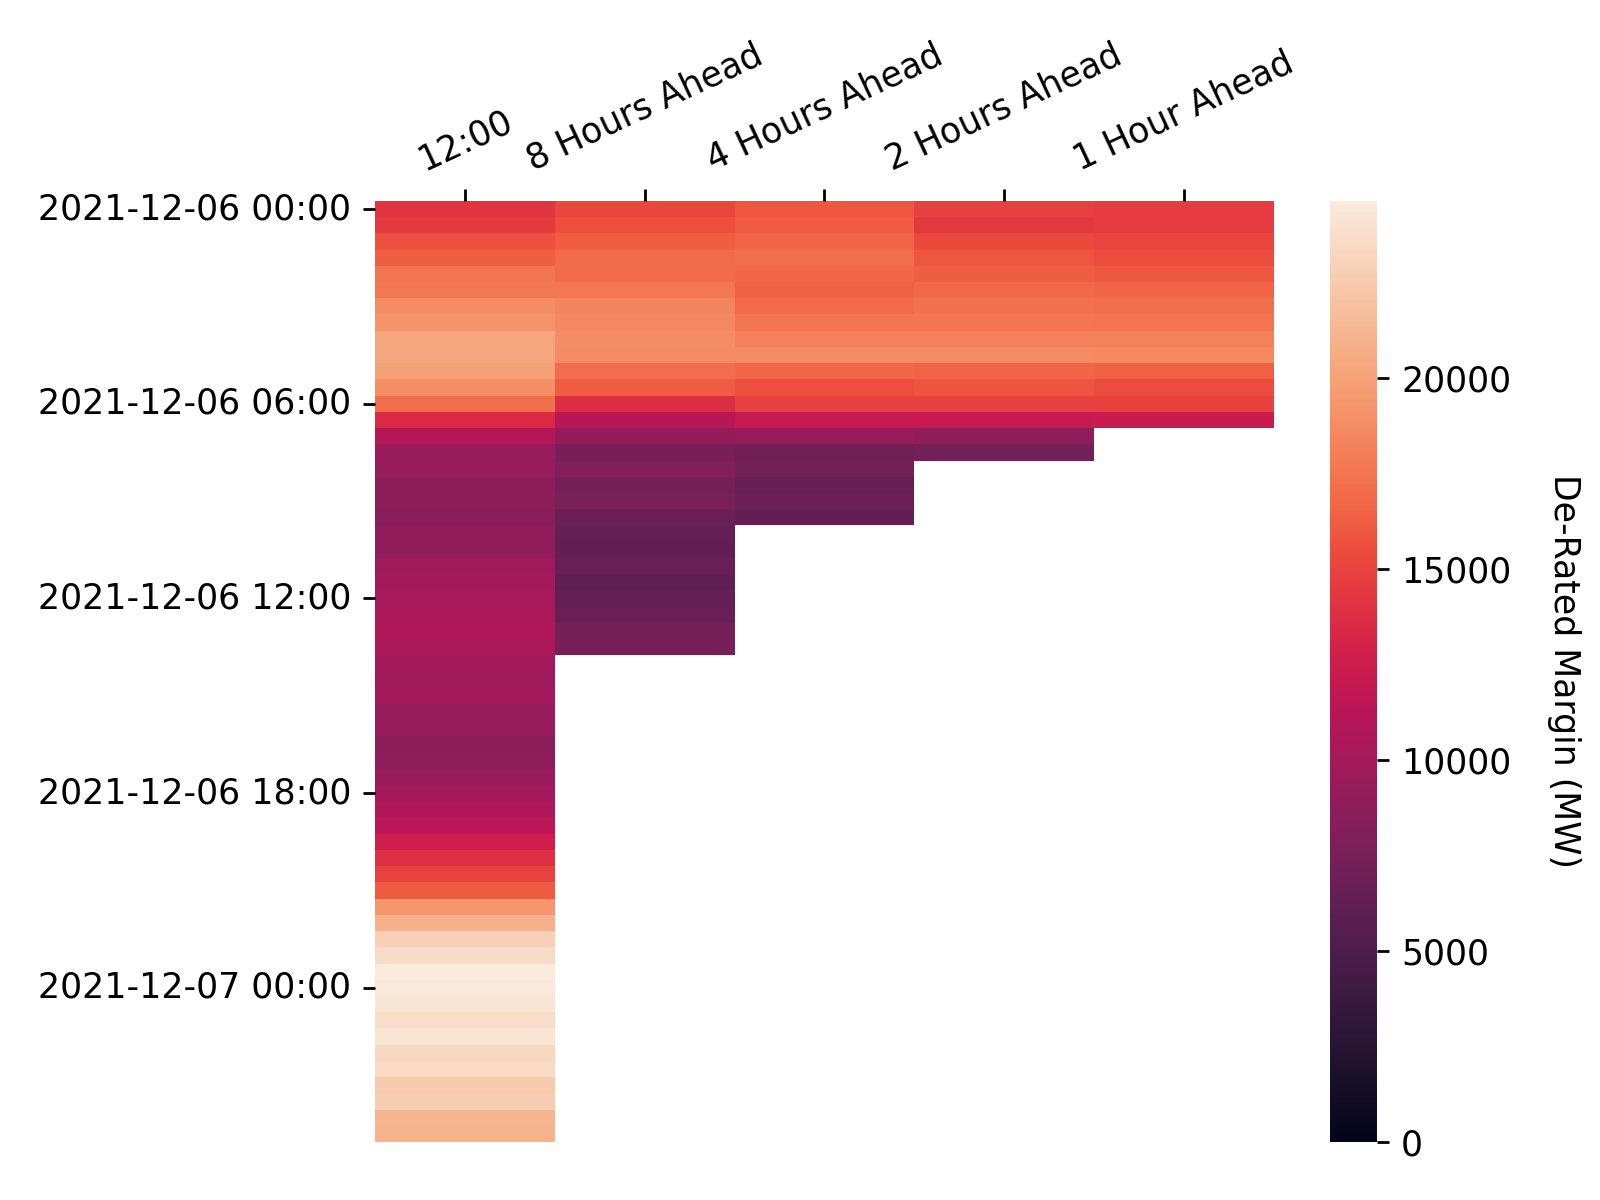 12:00
8 Hours Ahead
4 Hours Ahead
2 Hours Ahead
1 Hour Ahead
2021-12-06 00:00
2021-12-06 06:00
2021-12-06 12:00
2021-12-06 18:00
2021-12-07 00:00
20000
15000
10000
5000
0
De-Rated Margin (MW)